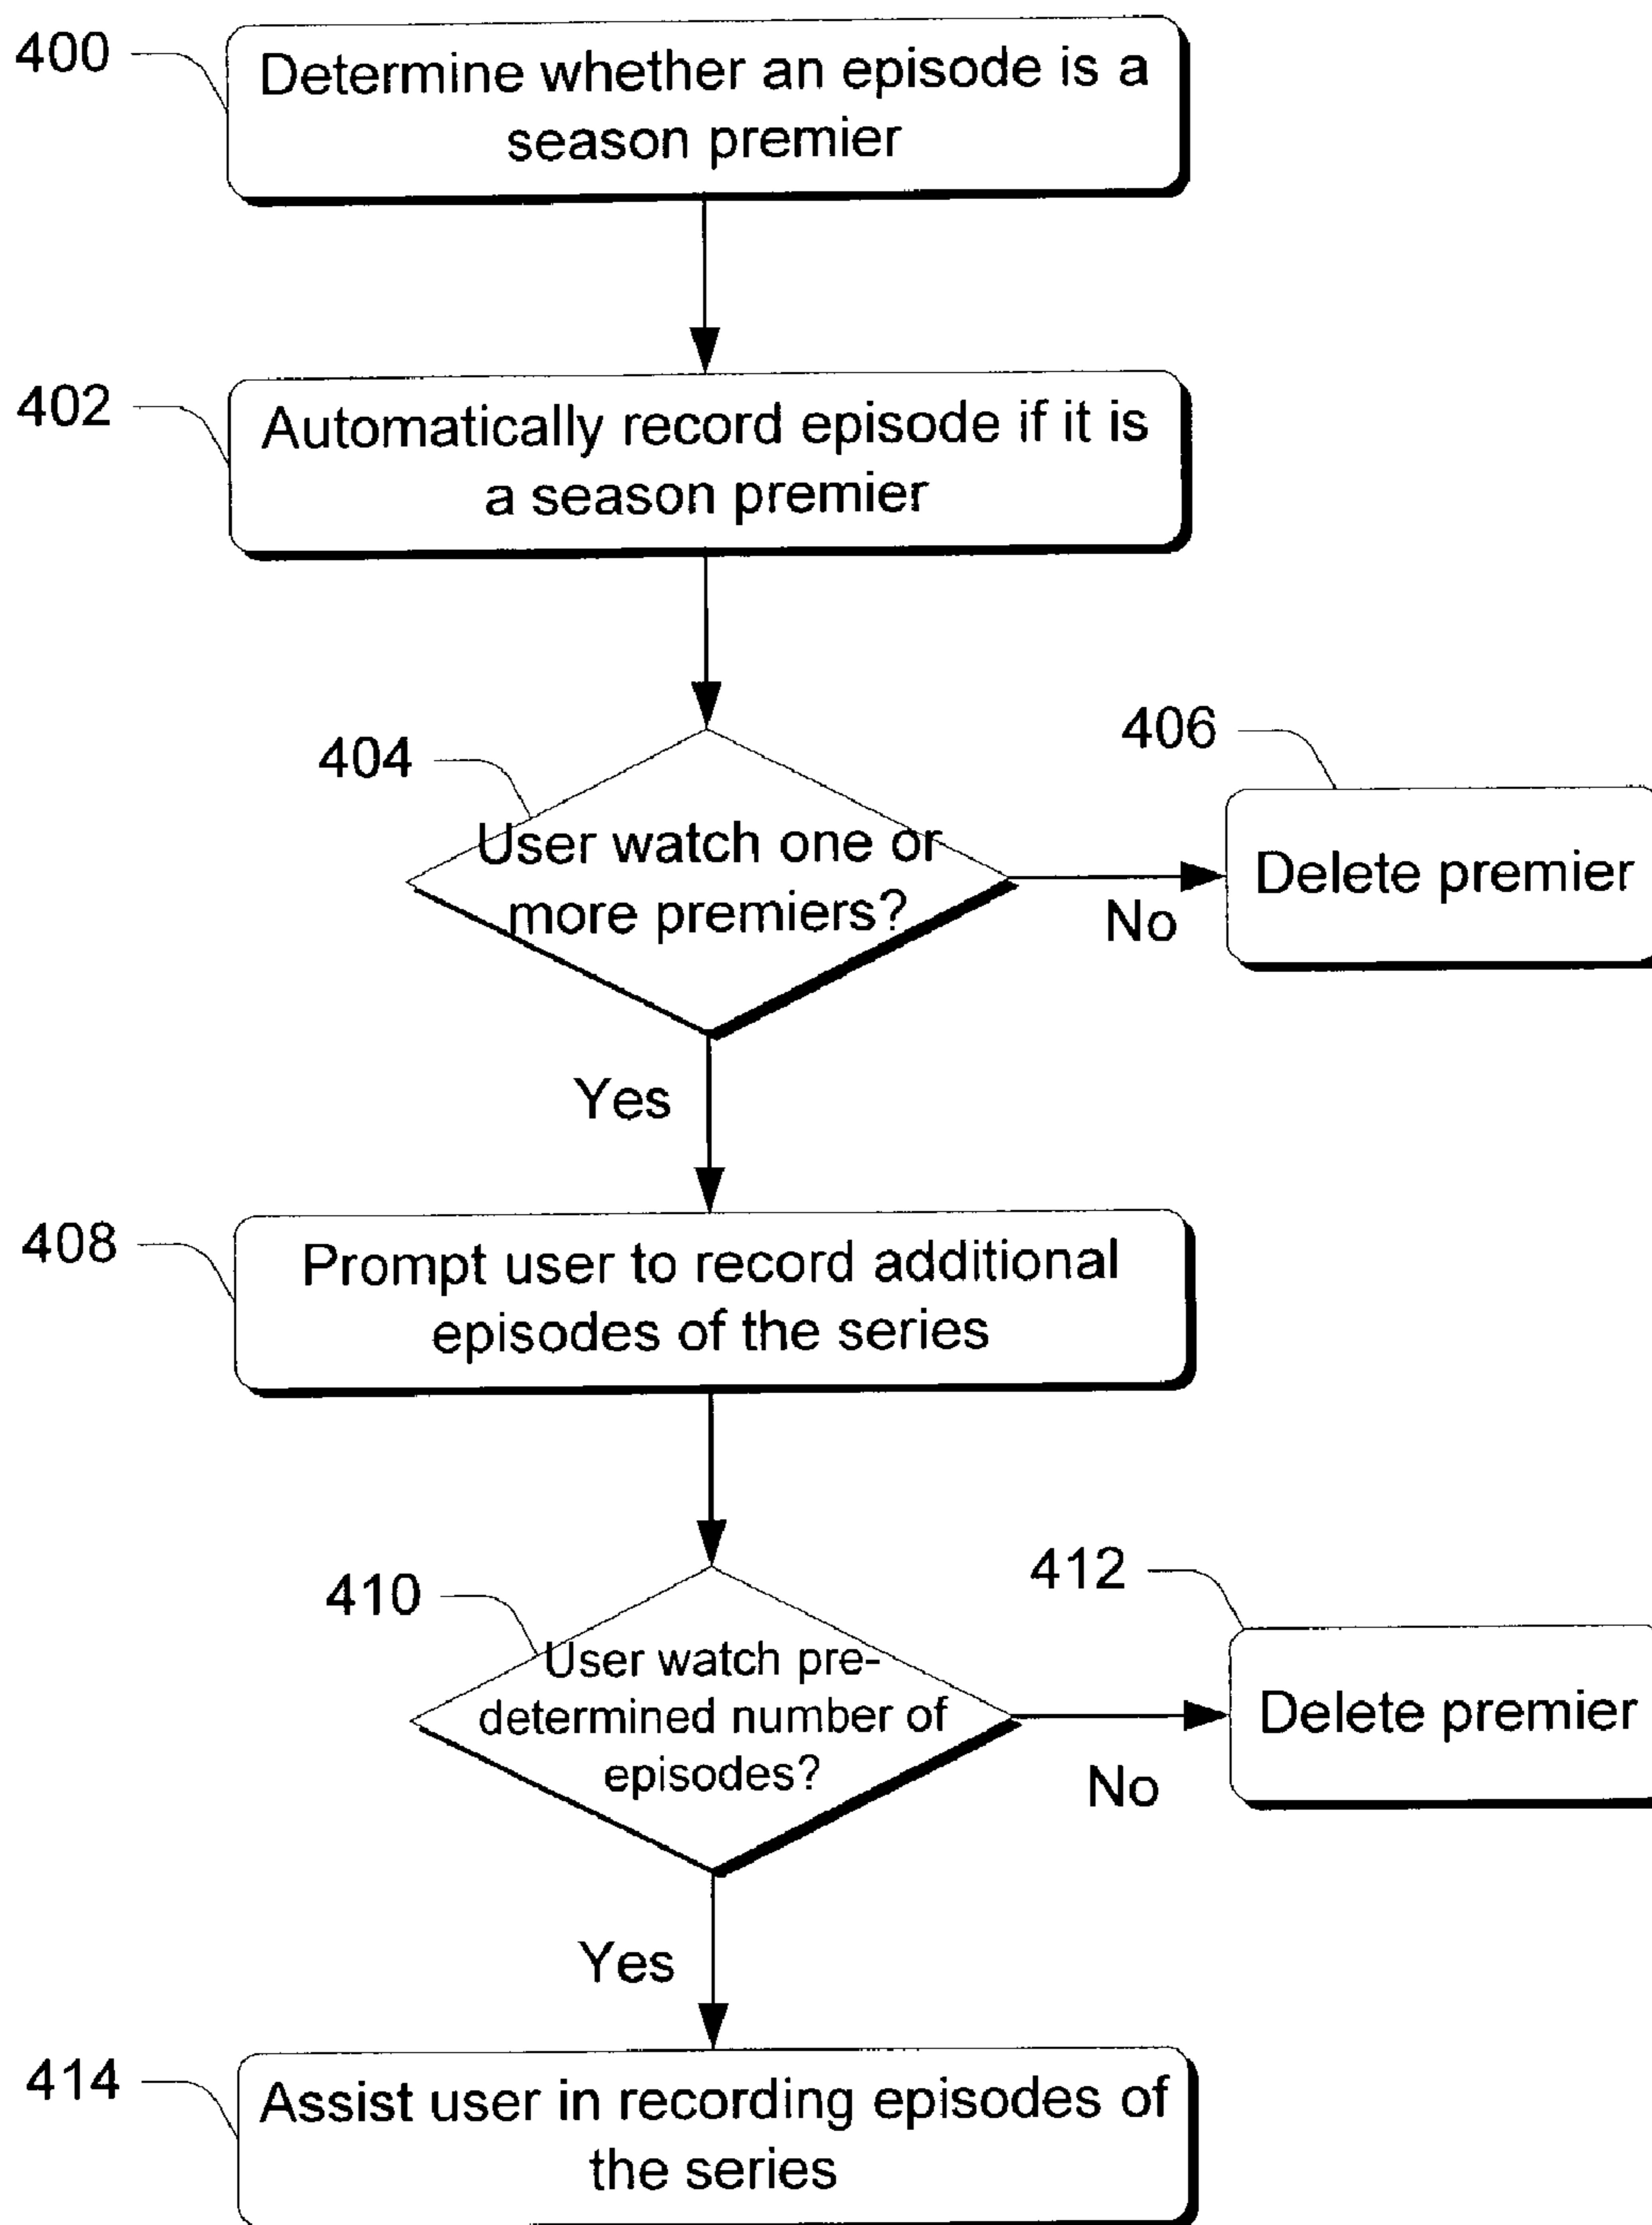 400
Determine whether an episode is a
season premier
402
Automatically record episode if it is
a season premier
404
User watch one or
more premiers?
406
Delete premier
No
Yes
408
Prompt user to record additional
episodes of the series
410
User watch pre-
determined number of
episodes?
412
Delete premier
No
Yes
414
Assist user in recording episodes of
the series